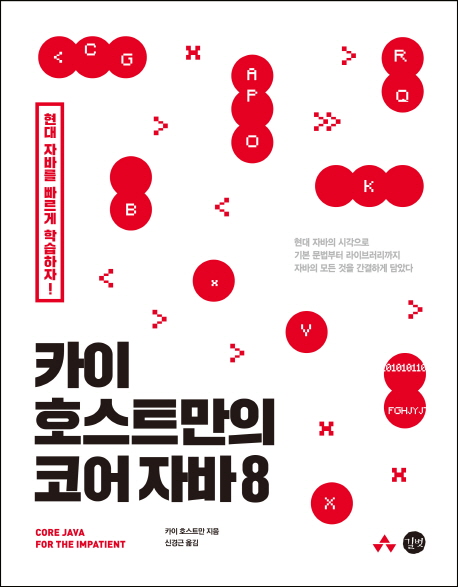 < C G
>
R
Q
A
P
O
>
>>
현대 자바를 빠르게 학습하자!
B
<
K
현대 자바의 시각으로
기본 문법부터 라이브러리까지
자바의 모든 것을 간결하게 담았다
<
x
>
>
V
>
101010110
FGHJYJ
카이
호스트만의
코어 자바 8
X
CORE JAVA
FOR THE IMPATIENT
카이 호스트만 지음
신경근 옮김
길벗